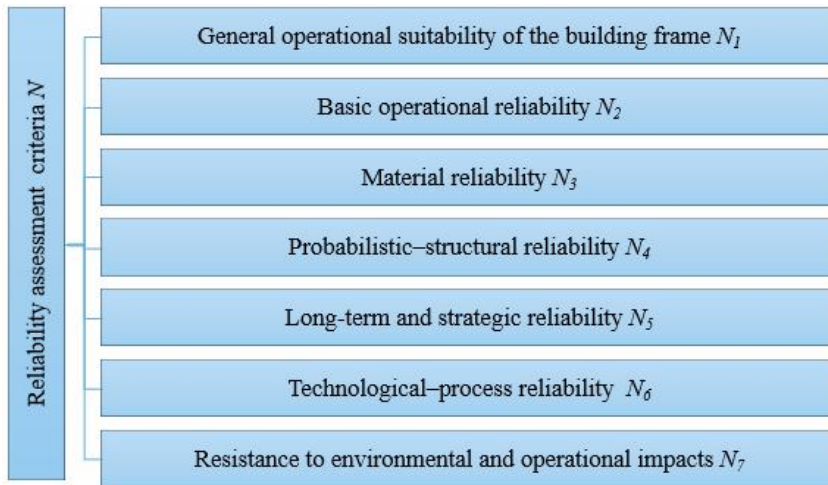 Reliability assessment criteria N
General operational suitability of the building frame N₁
Basic operational reliability N₂
Material reliability N₃
Probabilistic–structural reliability N₄
Long-term and strategic reliability N₅
Technological–process reliability N₆
Resistance to environmental and operational impacts N₇